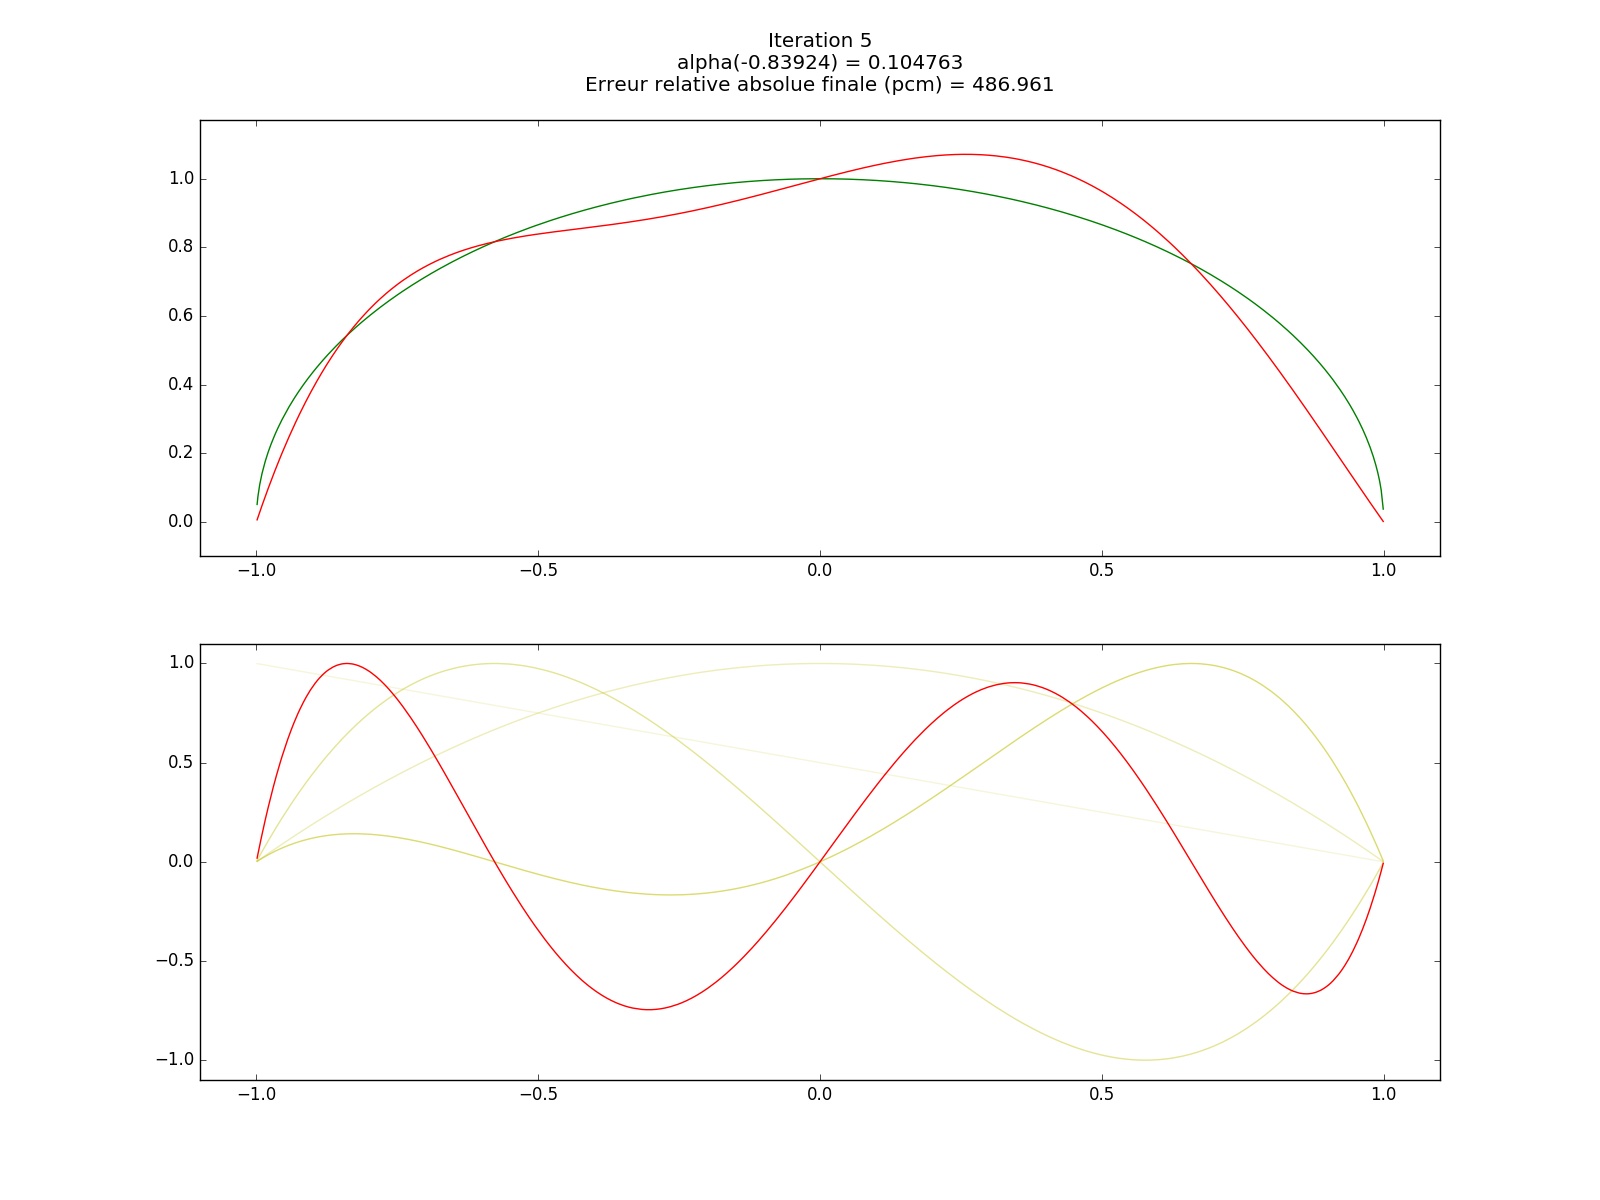 Iteration 5
alpha(-0.83924) = 0.104763
Erreur relative absolue finale (pcm) = 486.961
1.0
0.8
0.6
0.4
0.2
0.0
−1.0 −0.5 0.0 0.5 1.0
1.0
0.5
0.0
−0.5
−1.0
−1.0 −0.5 0.0 0.5 1.0